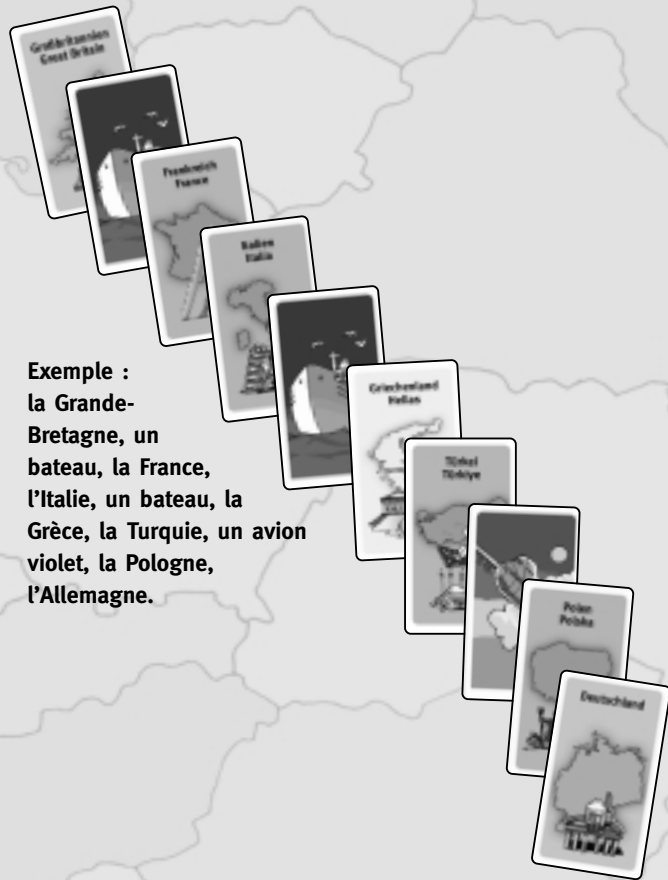 Großbritannien
Great Britain
Frankreich
France
Italien
Italia
Griechenland
Hellas
Türkei
Türkiye
Polen
Polska
Deutschland
Exemple :
la Grande-
Bretagne, un
bateau, la France,
l'Italie, un bateau, la
Grèce, la Turquie, un avion
violet, la Pologne,
l'Allemagne.